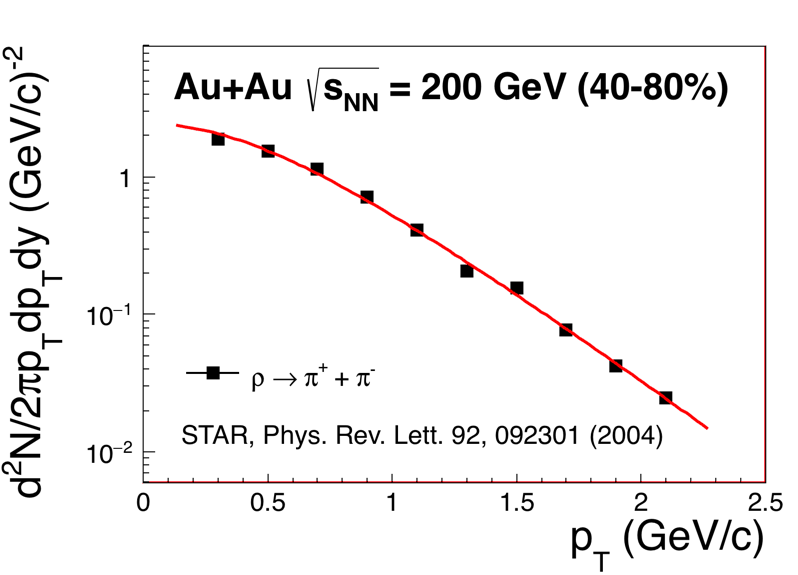 Au+Au √sNN = 200 GeV (40-80%)
d²N/2πpTdpTdy (GeV/c)⁻²
1
10⁻¹
10⁻²
ρ → π⁺ + π⁻
STAR, Phys. Rev. Lett. 92, 092301 (2004)
0 0.5 1 1.5 2 2.5
pT (GeV/c)